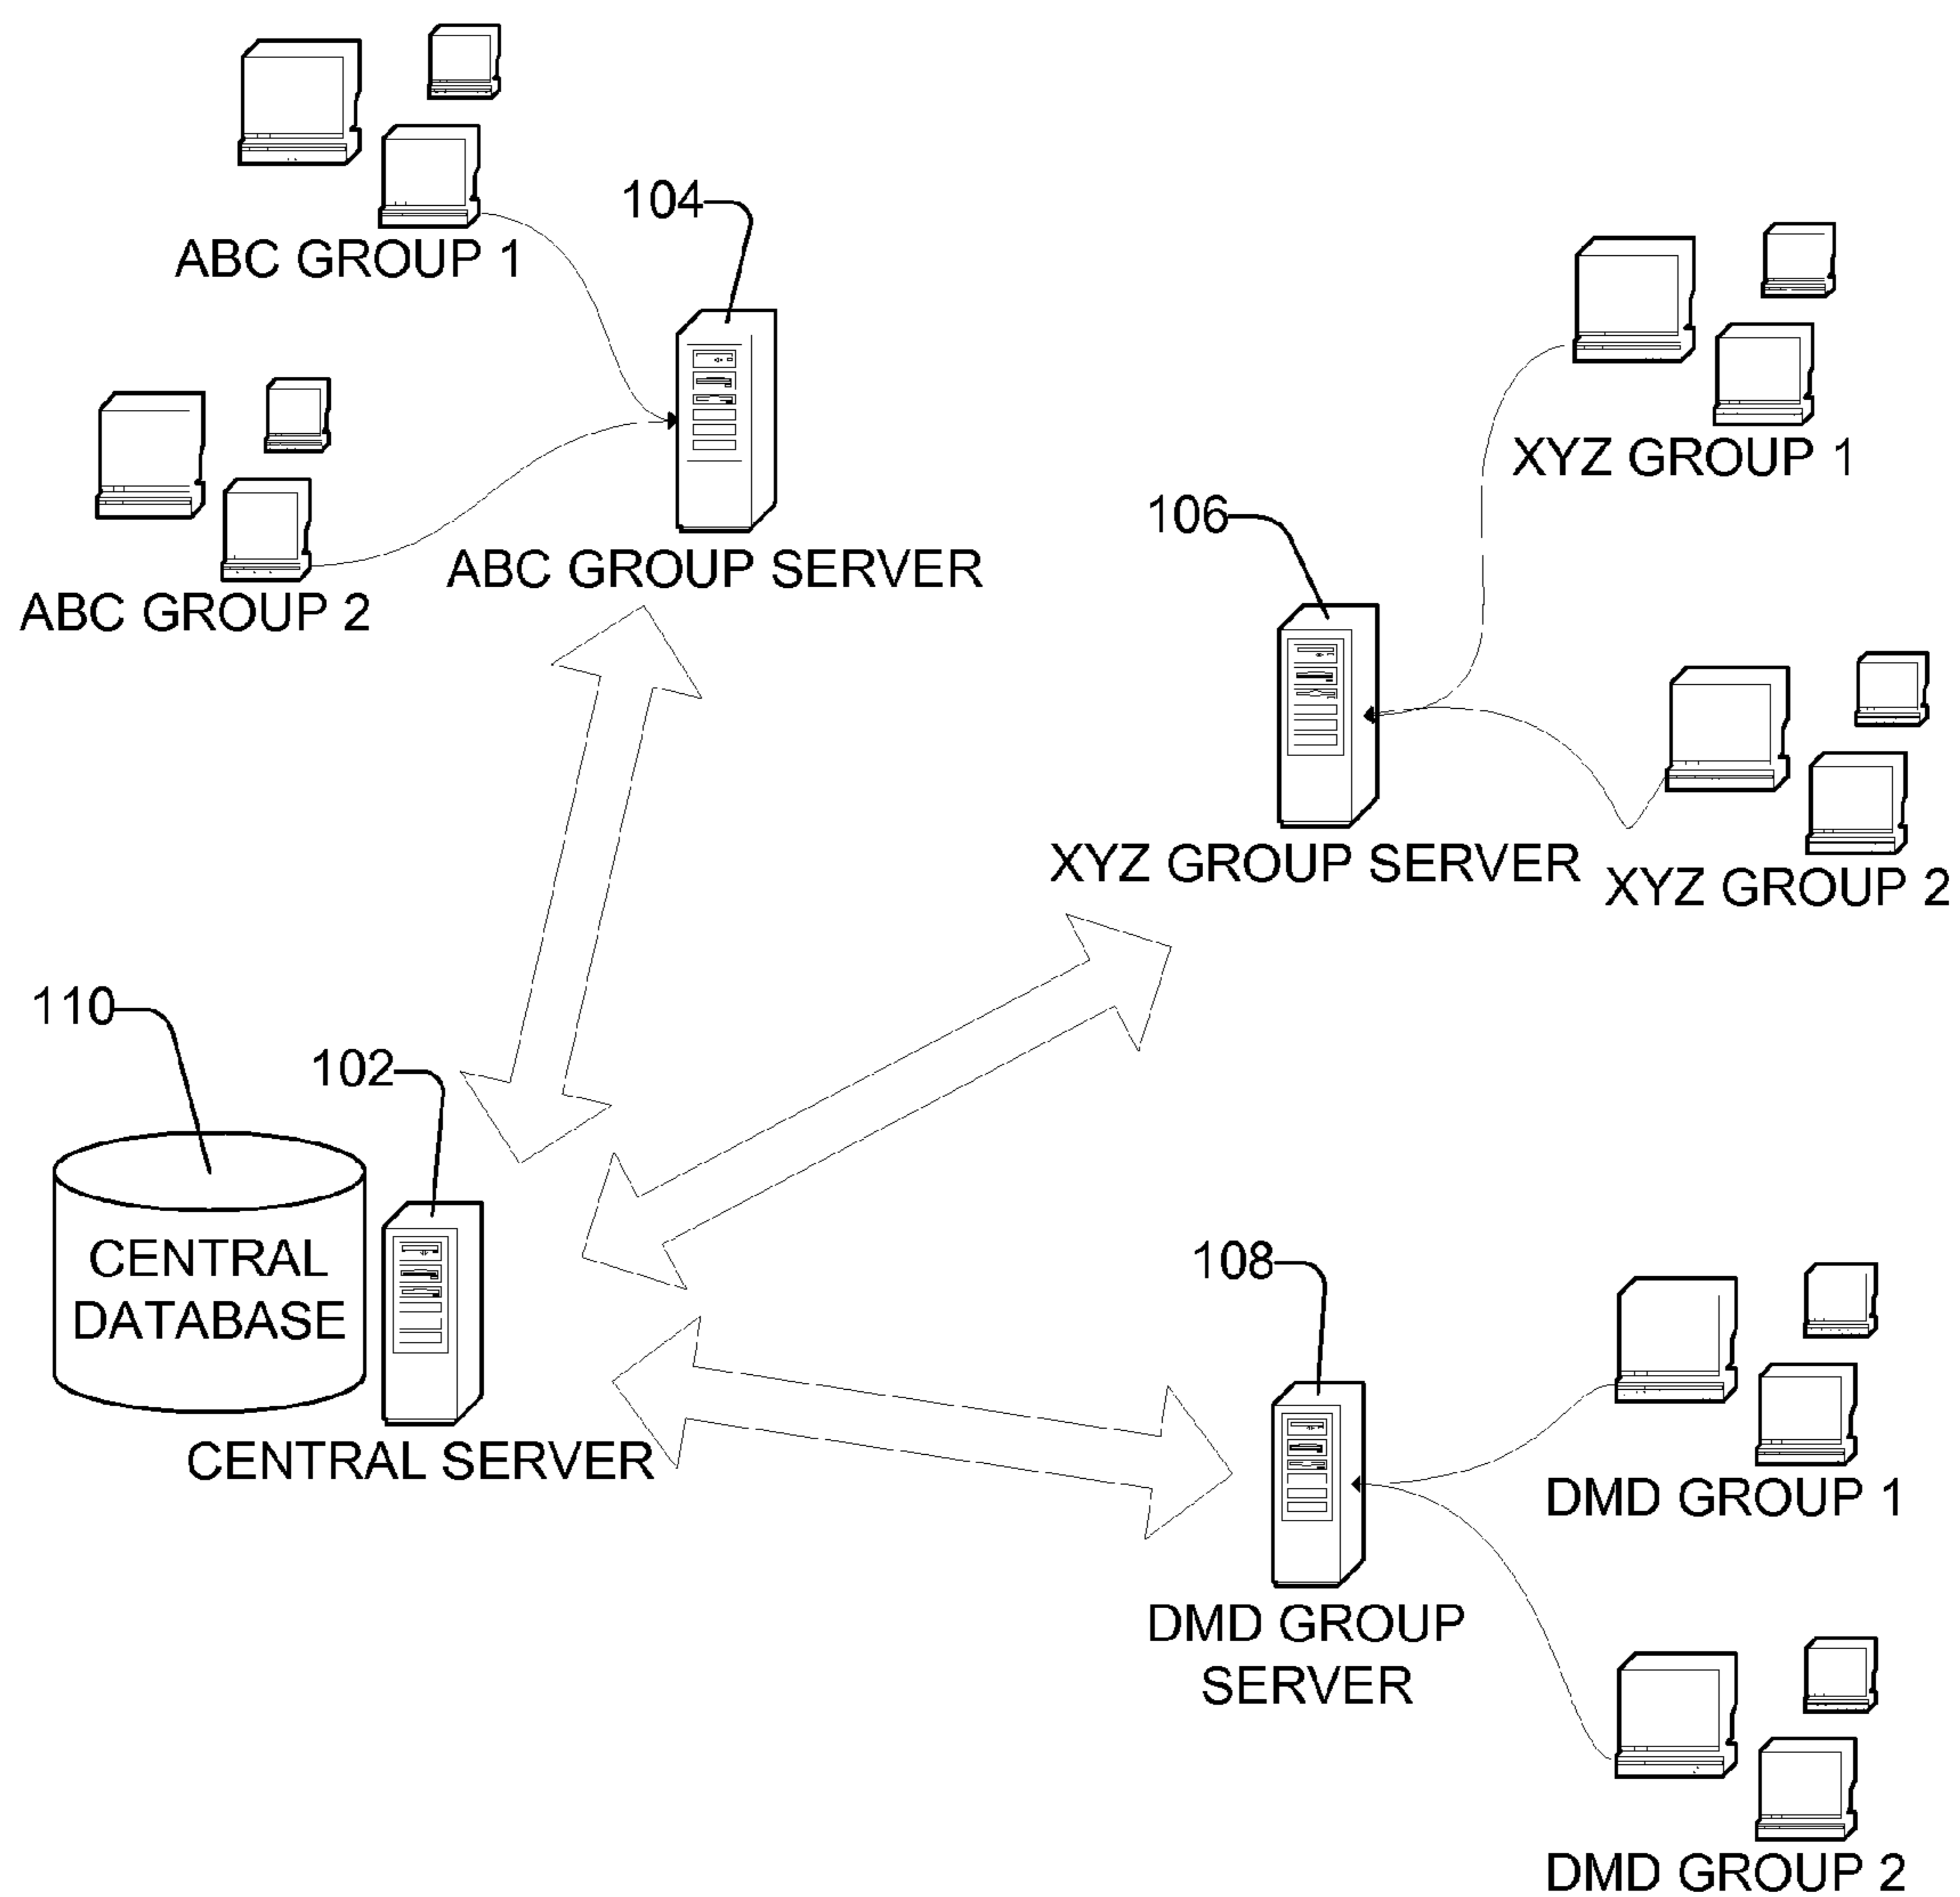 104
ABC GROUP 1
ABC GROUP 2
ABC GROUP SERVER
XYZ GROUP 1
106
XYZ GROUP SERVER
XYZ GROUP 2
110
102
CENTRAL
DATABASE
CENTRAL SERVER
108
DMD GROUP 1
DMD GROUP
SERVER
DMD GROUP 2